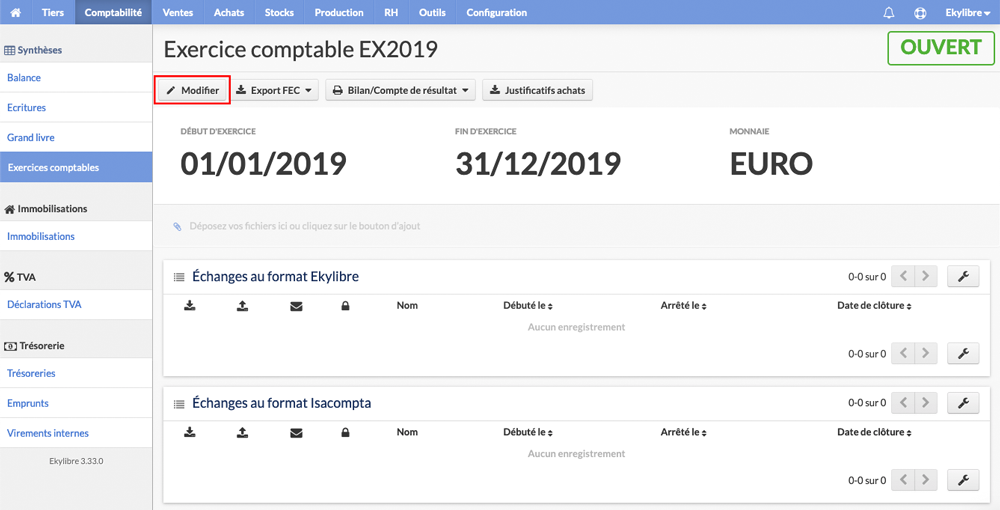 Tiers Comptabilité Ventes Achats Stocks Production RH Outils Configuration Ekylibre
Synthèses
Balance
Ecritures
Grand livre
Exercices comptables
Immobilisations
Immobilisations
TVA
Déclarations TVA
Trésorerie
Trésoreries
Emprunts
Virements internes
Ekylibre 3.33.0
Exercice comptable EX2019
OUVERT
Modifier Export FEC Bilan/Compte de résultat Justificatifs achats
DÉBUT D'EXERCICE FIN D'EXERCICE MONNAIE
01/01/2019 31/12/2019 EURO
Déposez vos fichiers ici ou cliquez sur le bouton d'ajout
Échanges au format Ekylibre 0-0 sur 0
Nom Débuté le Arrêté le Date de clôture
Aucun enregistrement
0-0 sur 0
Échanges au format Isacompta 0-0 sur 0
Nom Débuté le Arrêté le Date de clôture
Aucun enregistrement
0-0 sur 0